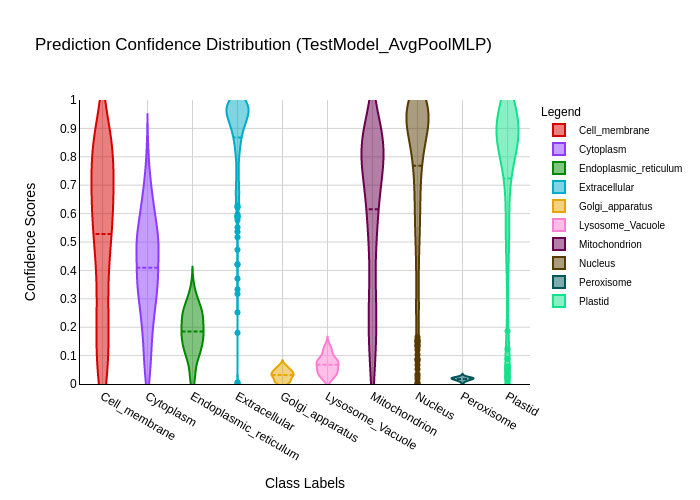 Prediction Confidence Distribution (TestModel_AvgPoolMLP)
Confidence Scores
1
0.9
0.8
0.7
0.6
0.5
0.4
0.3
0.2
0.1
0
Cell_membrane
Cytoplasm
Endoplasmic_reticulum
Extracellular
Golgi_apparatus
Lysosome_Vacuole
Mitochondrion
Nucleus
Peroxisome
Plastid
Class Labels
Legend
Cell_membrane
Cytoplasm
Endoplasmic_reticulum
Extracellular
Golgi_apparatus
Lysosome_Vacuole
Mitochondrion
Nucleus
Peroxisome
Plastid